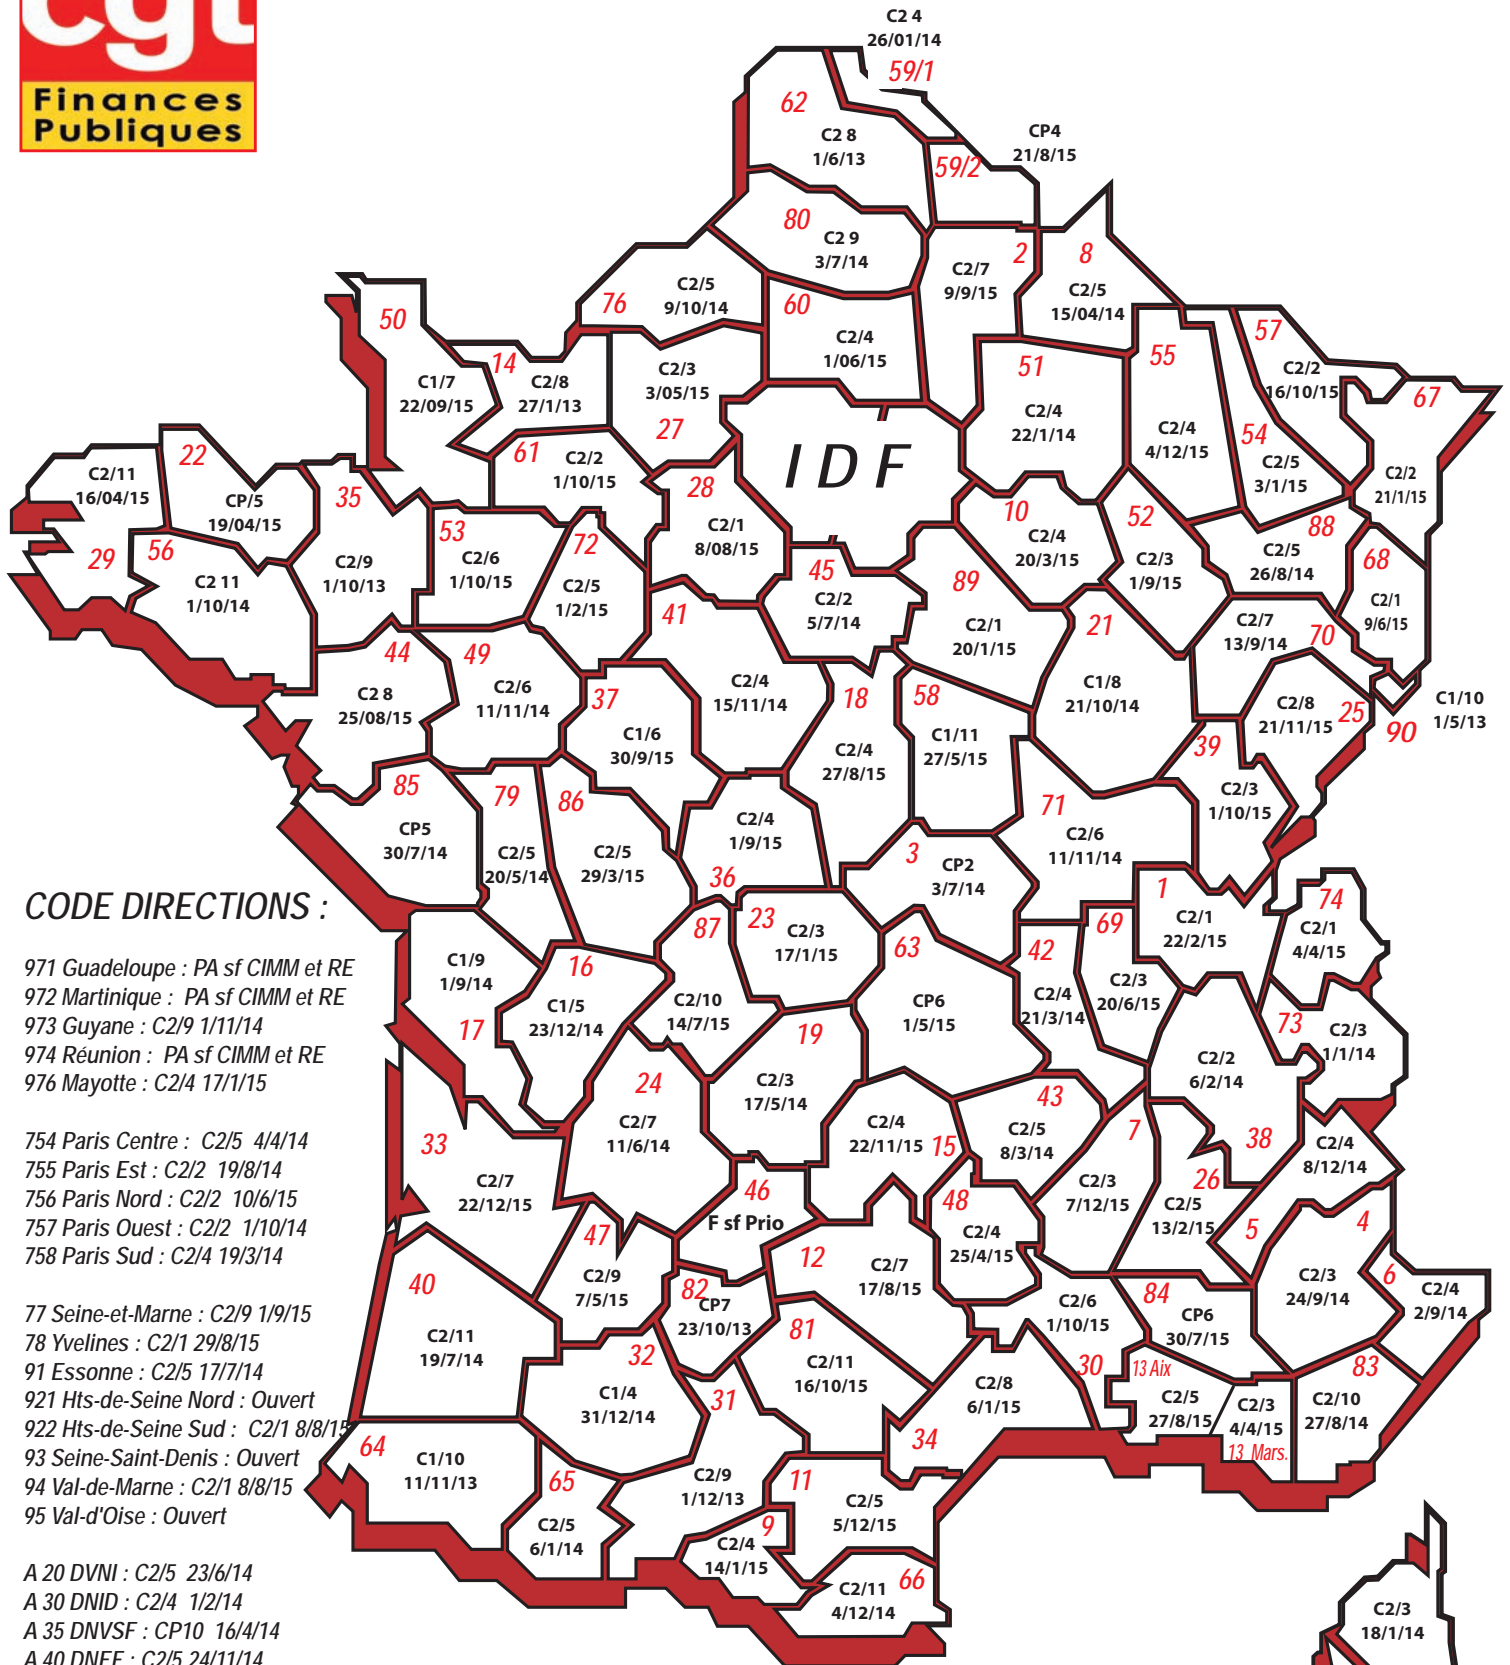 cgt
Finances
Publiques
C2 4
26/01/14
59/1
62
C2 8
1/6/13
CP4
21/8/15
59/2
80
C2 9
3/7/14
2
C2/7
9/9/15
8
C2/5
15/04/14
76
C2/5
9/10/14
60
C2/4
1/06/15
50
C1/7
22/09/15
14
C2/8
27/1/13
C2/3
3/05/15
27
51
C2/4
22/1/14
55
C2/4
4/12/15
57
C2/2
16/10/15
67
C2/2
21/1/15
54
C2/5
3/1/15
61
C2/2
1/10/15
IDF
28
C2/1
8/08/15
C2/11
16/04/15
29
22
CP/5
19/04/15
35
C2/9
1/10/13
56
C2 11
1/10/14
53
C2/6
1/10/15
72
C2/5
1/2/15
10
C2/4
20/3/15
52
C2/3
1/9/15
88
C2/5
26/8/14
68
C2/1
9/6/15
45
C2/2
5/7/14
89
C2/1
20/1/15
41
C2/4
15/11/14
21
C1/8
21/10/14
C2/7
13/9/14
70
44
C2 8
25/08/15
49
C2/6
11/11/14
37
C1/6
30/9/15
18
C2/4
27/8/15
58
C1/11
27/5/15
C2/8
21/11/15
25
C1/10
1/5/13
90
39
C2/3
1/10/15
85
CP5
30/7/14
79
C2/5
20/5/14
86
C2/5
29/3/15
C2/4
1/9/15
36
71
C2/6
11/11/14
3
CP2
3/7/14
1
C2/1
22/2/15
74
C2/1
4/4/15
C1/9
1/9/14
17
16
C1/5
23/12/14
87
C2/10
14/7/15
23
C2/3
17/1/15
63
CP6
1/5/15
42
C2/4
21/3/14
69
C2/3
20/6/15
73
C2/3
1/1/14
19
C2/3
17/5/14
24
C2/7
11/6/14
C2/2
6/2/14
38
33
C2/7
22/12/15
C2/4
22/11/15
15
43
C2/5
8/3/14
7
C2/3
7/12/15
26
C2/5
13/2/15
C2/4
8/12/14
5
46
F sf Prio
48
C2/4
25/4/15
47
C2/9
7/5/15
82
CP7
23/10/13
12
C2/7
17/8/15
4
C2/3
24/9/14
6
C2/4
2/9/14
40
C2/11
19/7/14
32
C1/4
31/12/14
81
C2/11
16/10/15
C2/6
1/10/15
30
84
CP6
30/7/15
13 Aix
C2/5
27/8/15
C2/3
4/4/15
13 Mars.
83
C2/10
27/8/14
31
C2/9
1/12/13
C2/8
6/1/15
34
64
C1/10
11/11/13
65
C2/5
6/1/14
11
C2/5
5/12/15
9
C2/4
14/1/15
66
C2/11
4/12/14
C2/3
18/1/14
CODE DIRECTIONS :
971 Guadeloupe : PA sf CIMM et RE
972 Martinique : PA sf CIMM et RE
973 Guyane : C2/9 1/11/14
974 Réunion : PA sf CIMM et RE
976 Mayotte : C2/4 17/1/15
754 Paris Centre : C2/5 4/4/14
755 Paris Est : C2/2 19/8/14
756 Paris Nord : C2/2 10/6/15
757 Paris Ouest : C2/2 1/10/14
758 Paris Sud : C2/4 19/3/14
77 Seine-et-Marne : C2/9 1/9/15
78 Yvelines : C2/1 29/8/15
91 Essonne : C2/5 17/7/14
921 Hts-de-Seine Nord : Ouvert
922 Hts-de-Seine Sud : C2/1 8/8/15
93 Seine-Saint-Denis : Ouvert
94 Val-de-Marne : C2/1 8/8/15
95 Val-d'Oise : Ouvert
A 20 DVNI : C2/5 23/6/14
A 30 DNID : C2/4 1/2/14
A 35 DNVSF : CP10 16/4/14
A 40 DNEF : C2/5 24/11/14